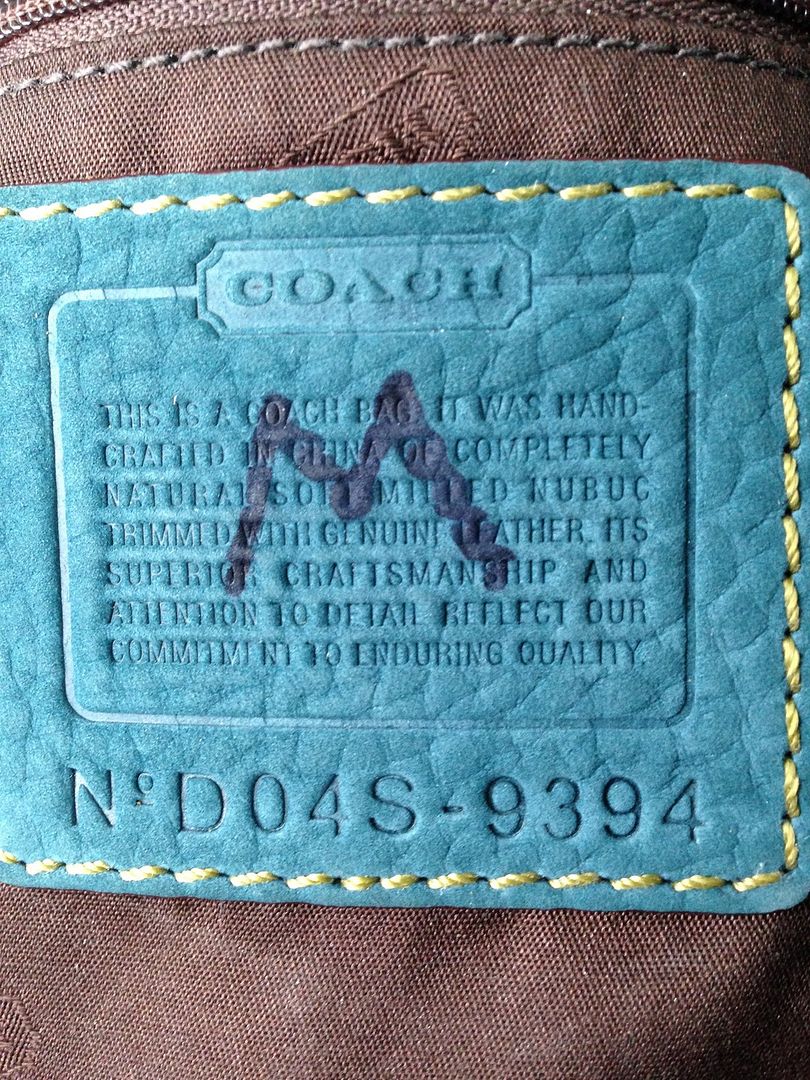 COACH
THIS IS A COACH BAG. IT WAS HAND-
CRAFTED IN CHINA OF COMPLETELY
NATURAL SOFT MILLED NUBUC
TRIMMED WITH GENUINE LEATHER. ITS
SUPERIOR CRAFTSMANSHIP AND
ATTENTION TO DETAIL REFLECT OUR
COMMITMENT TO ENDURING QUALITY.
M
Nº D04S-9394